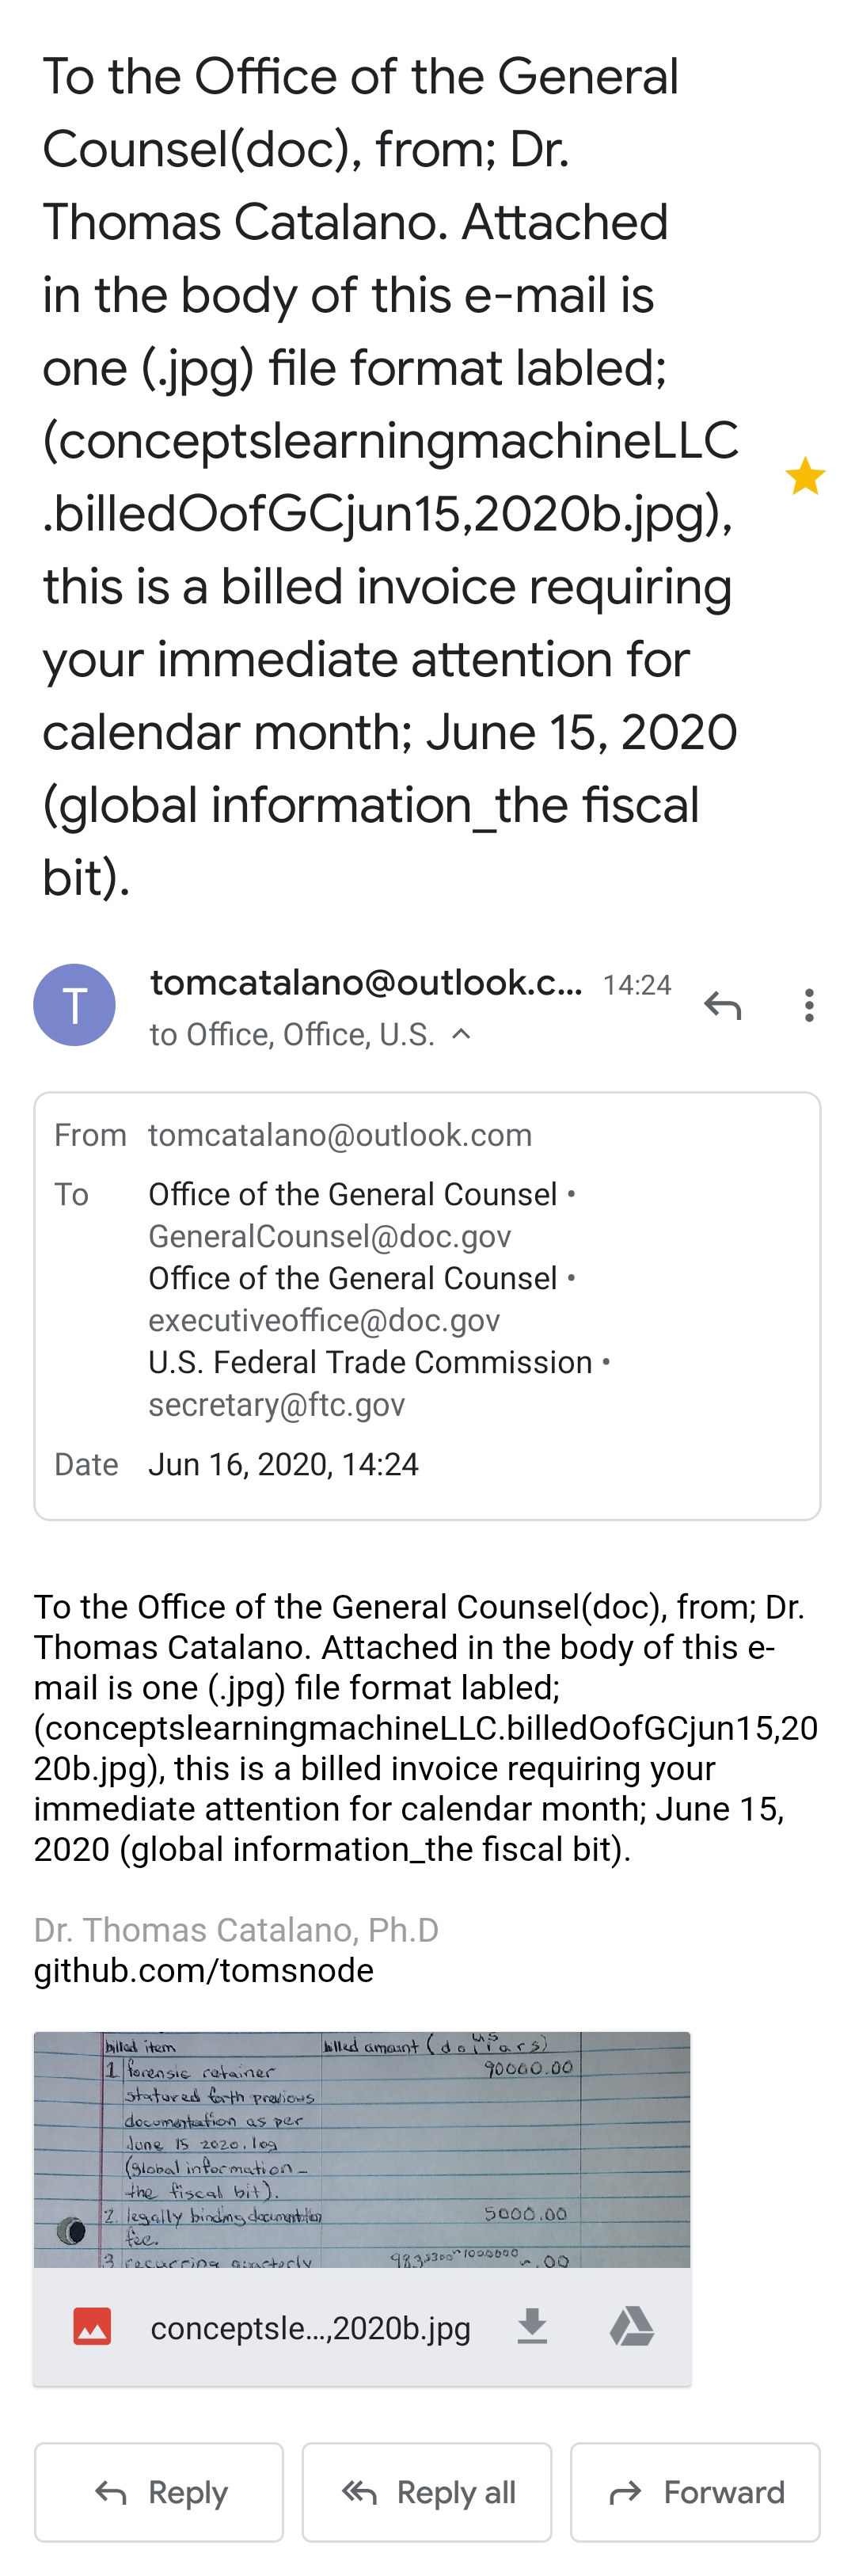 To the Office of the General
Counsel(doc), from; Dr.
Thomas Catalano. Attached
in the body of this e-mail is
one (.jpg) file format labled;
(conceptslearningmachineLLC
.billedOofGCjun15,2020b.jpg),
this is a billed invoice requiring
your immediate attention for
calendar month; June 15, 2020
(global information_the fiscal
bit).
T
tomcatalano@outlook.c... 14:24
to Office, Office, U.S.
From tomcatalano@outlook.com
To Office of the General Counsel •
GeneralCounsel@doc.gov
Office of the General Counsel •
executiveoffice@doc.gov
U.S. Federal Trade Commission •
secretary@ftc.gov
Date Jun 16, 2020, 14:24
To the Office of the General Counsel(doc), from; Dr.
Thomas Catalano. Attached in the body of this e-
mail is one (.jpg) file format labled;
(conceptslearningmachineLLC.billedOofGCjun15,20
20b.jpg), this is a billed invoice requiring your
immediate attention for calendar month; June 15,
2020 (global information_the fiscal bit).
Dr. Thomas Catalano, Ph.D
github.com/tomsnode
billed item billed amount (dollars) us
1 forensic retainer 90000.00
statured forth previous
documentation as per
June 15 2020.log
(global information_
the fiscal bit).
2. legally binding documentation 5000.00
fee.
3 recurring quarterly
conceptsle...,2020b.jpg
Reply Reply all Forward